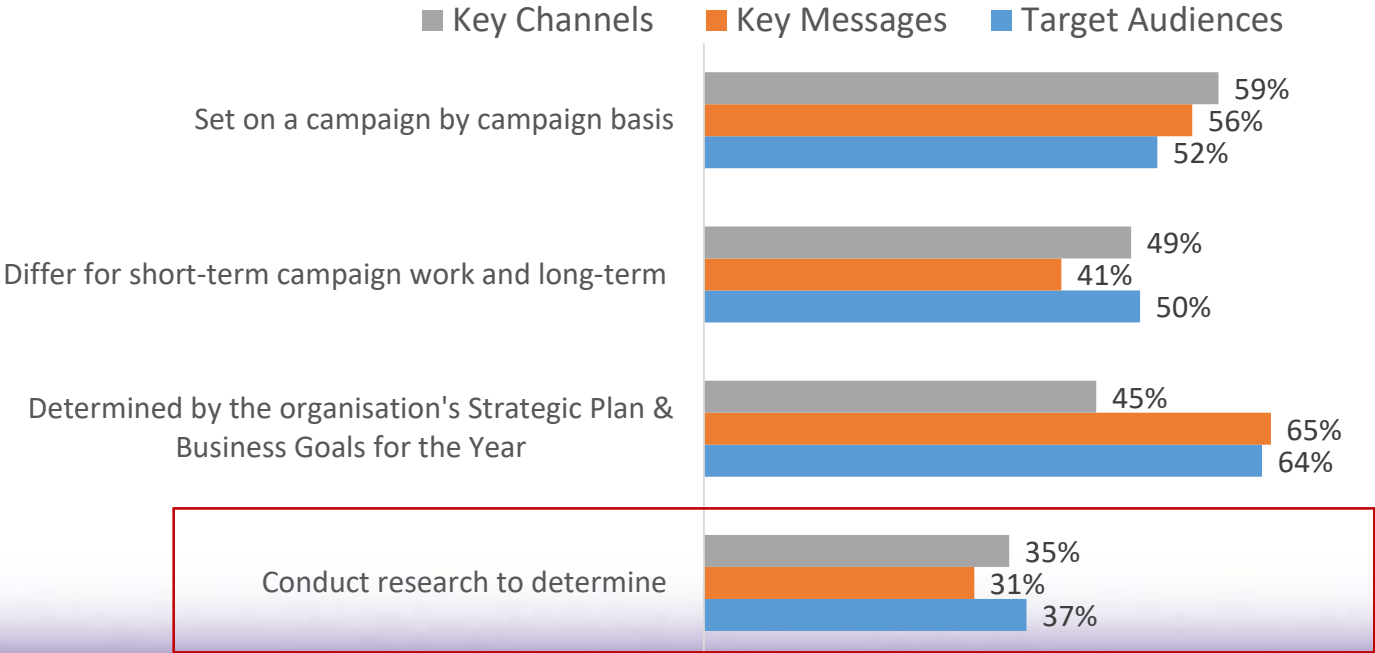 Key Channels Key Messages Target Audiences
Set on a campaign by campaign basis
59%
56%
52%
Differ for short-term campaign work and long-term
49%
41%
50%
Determined by the organisation's Strategic Plan &
Business Goals for the Year
45%
65%
64%
Conduct research to determine
35%
31%
37%